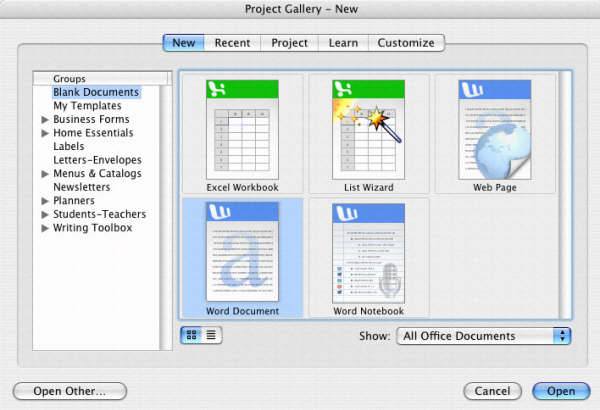 Project Gallery – New
New Recent Project Learn Customize
Groups
Blank Documents
My Templates
Business Forms
Home Essentials
Labels
Letters-Envelopes
Menus & Catalogs
Newsletters
Planners
Students-Teachers
Writing Toolbox
Excel Workbook List Wizard Web Page
Word Document Word Notebook
Show: All Office Documents
Open Other... Cancel Open